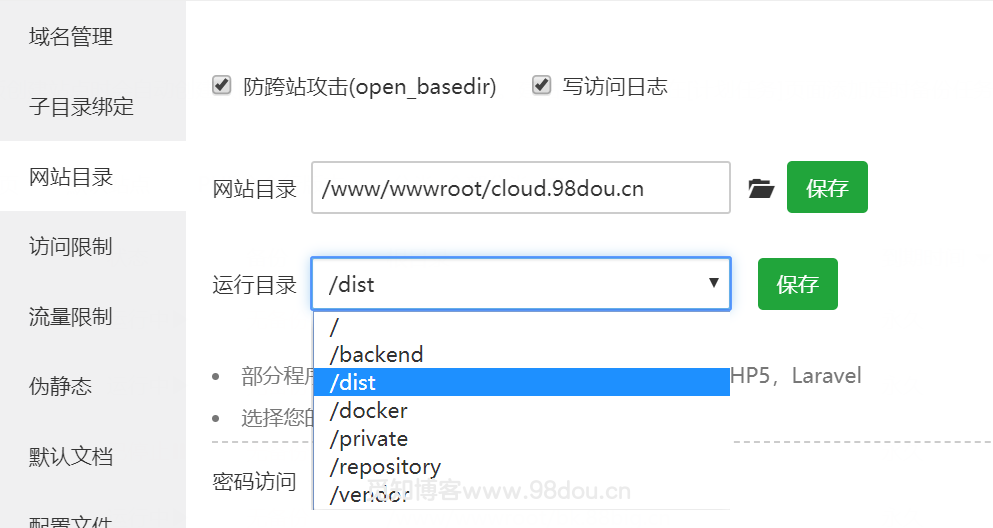 域名管理
子目录绑定
网站目录
访问限制
流量限制
伪静态
默认文档
配置文件
防跨站攻击(open_basedir) 写访问日志
网站目录 /www/wwwroot/cloud.98dou.cn 保存
运行目录 /dist 保存
/
/backend
/dist
/docker
/private
/repository
/vendor
部分程 HP5，Laravel
选择您的
密码访问
觅知博客www.98dou.cn